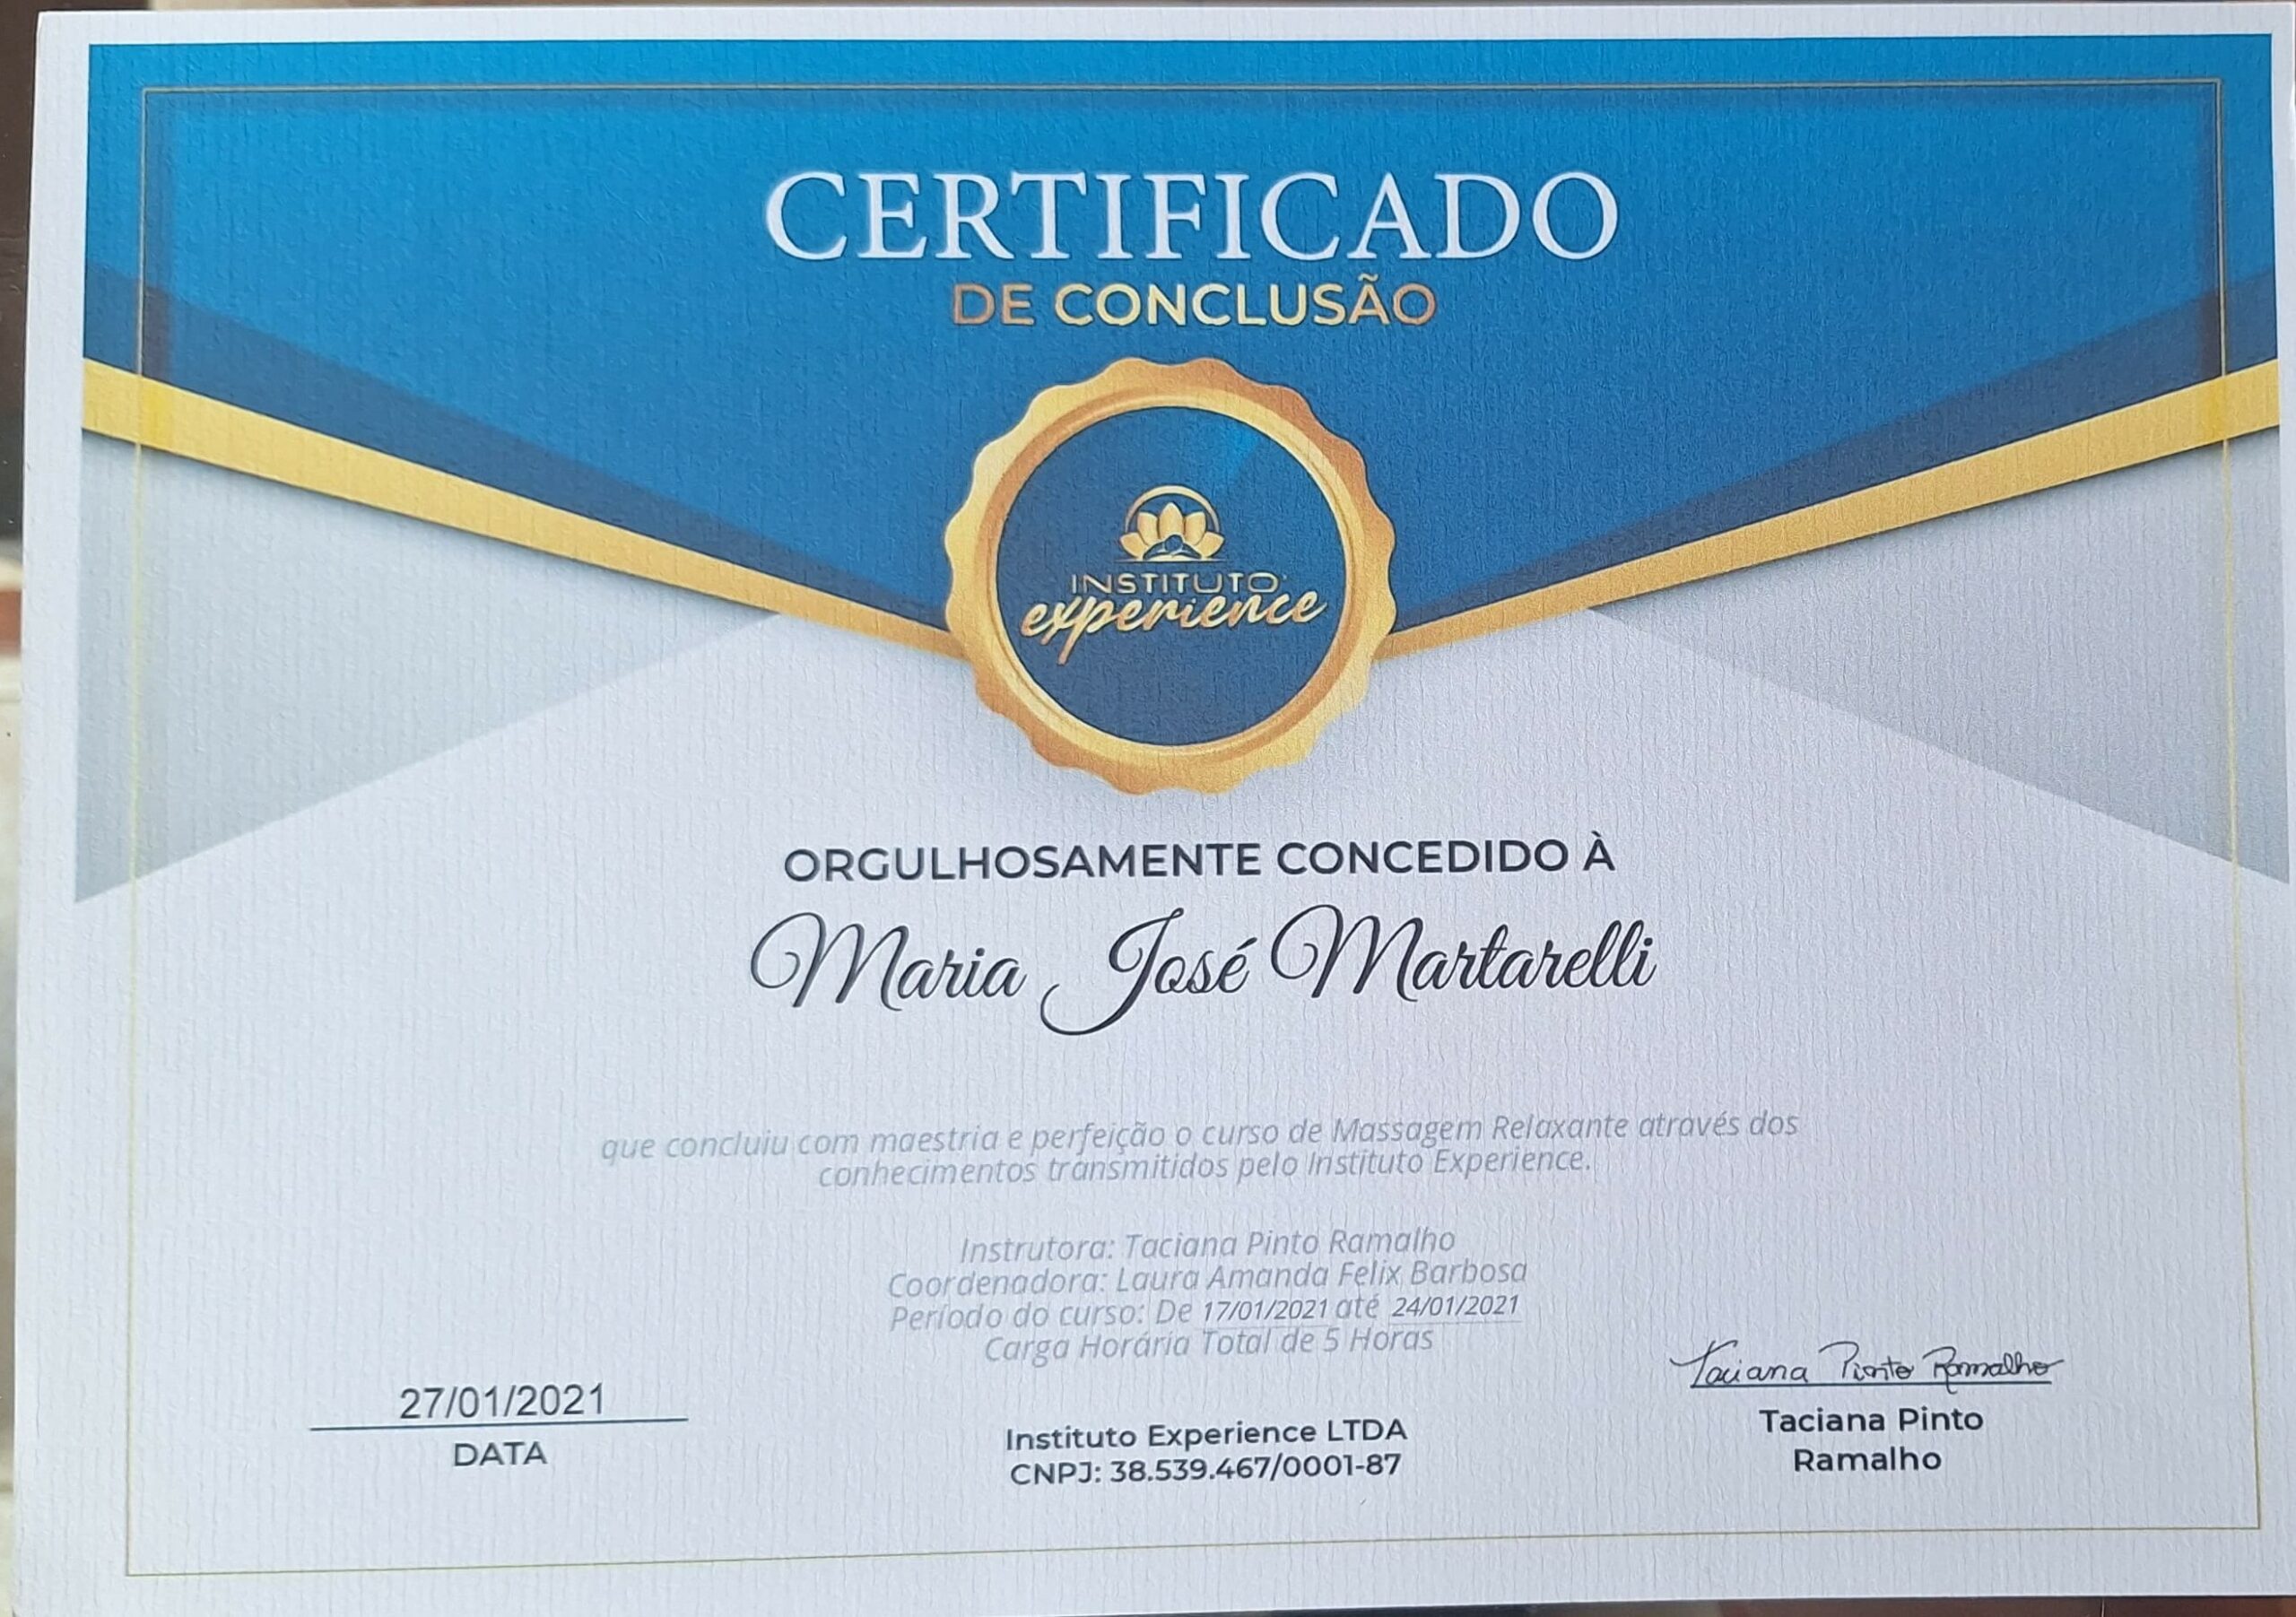 CERTIFICADO
DE CONCLUSÃO
INSTITUTO
experience
ORGULHOSAMENTE CONCEDIDO À
Maria José Martarelli
que concluiu com maestria e perfeição o curso de Massagem Relaxante através dos
conhecimentos transmitidos pelo Instituto Experience.
Instrutora: Taciana Pinto Ramalho
Coordenadora: Laura Amanda Felix Barbosa
Período do curso: De 17/01/2021 até 24/01/2021
Carga Horária Total de 5 Horas
27/01/2021
DATA
Instituto Experience LTDA
CNPJ: 38.539.467/0001-87
Taciana Pinto Ramalho
Taciana Pinto
Ramalho